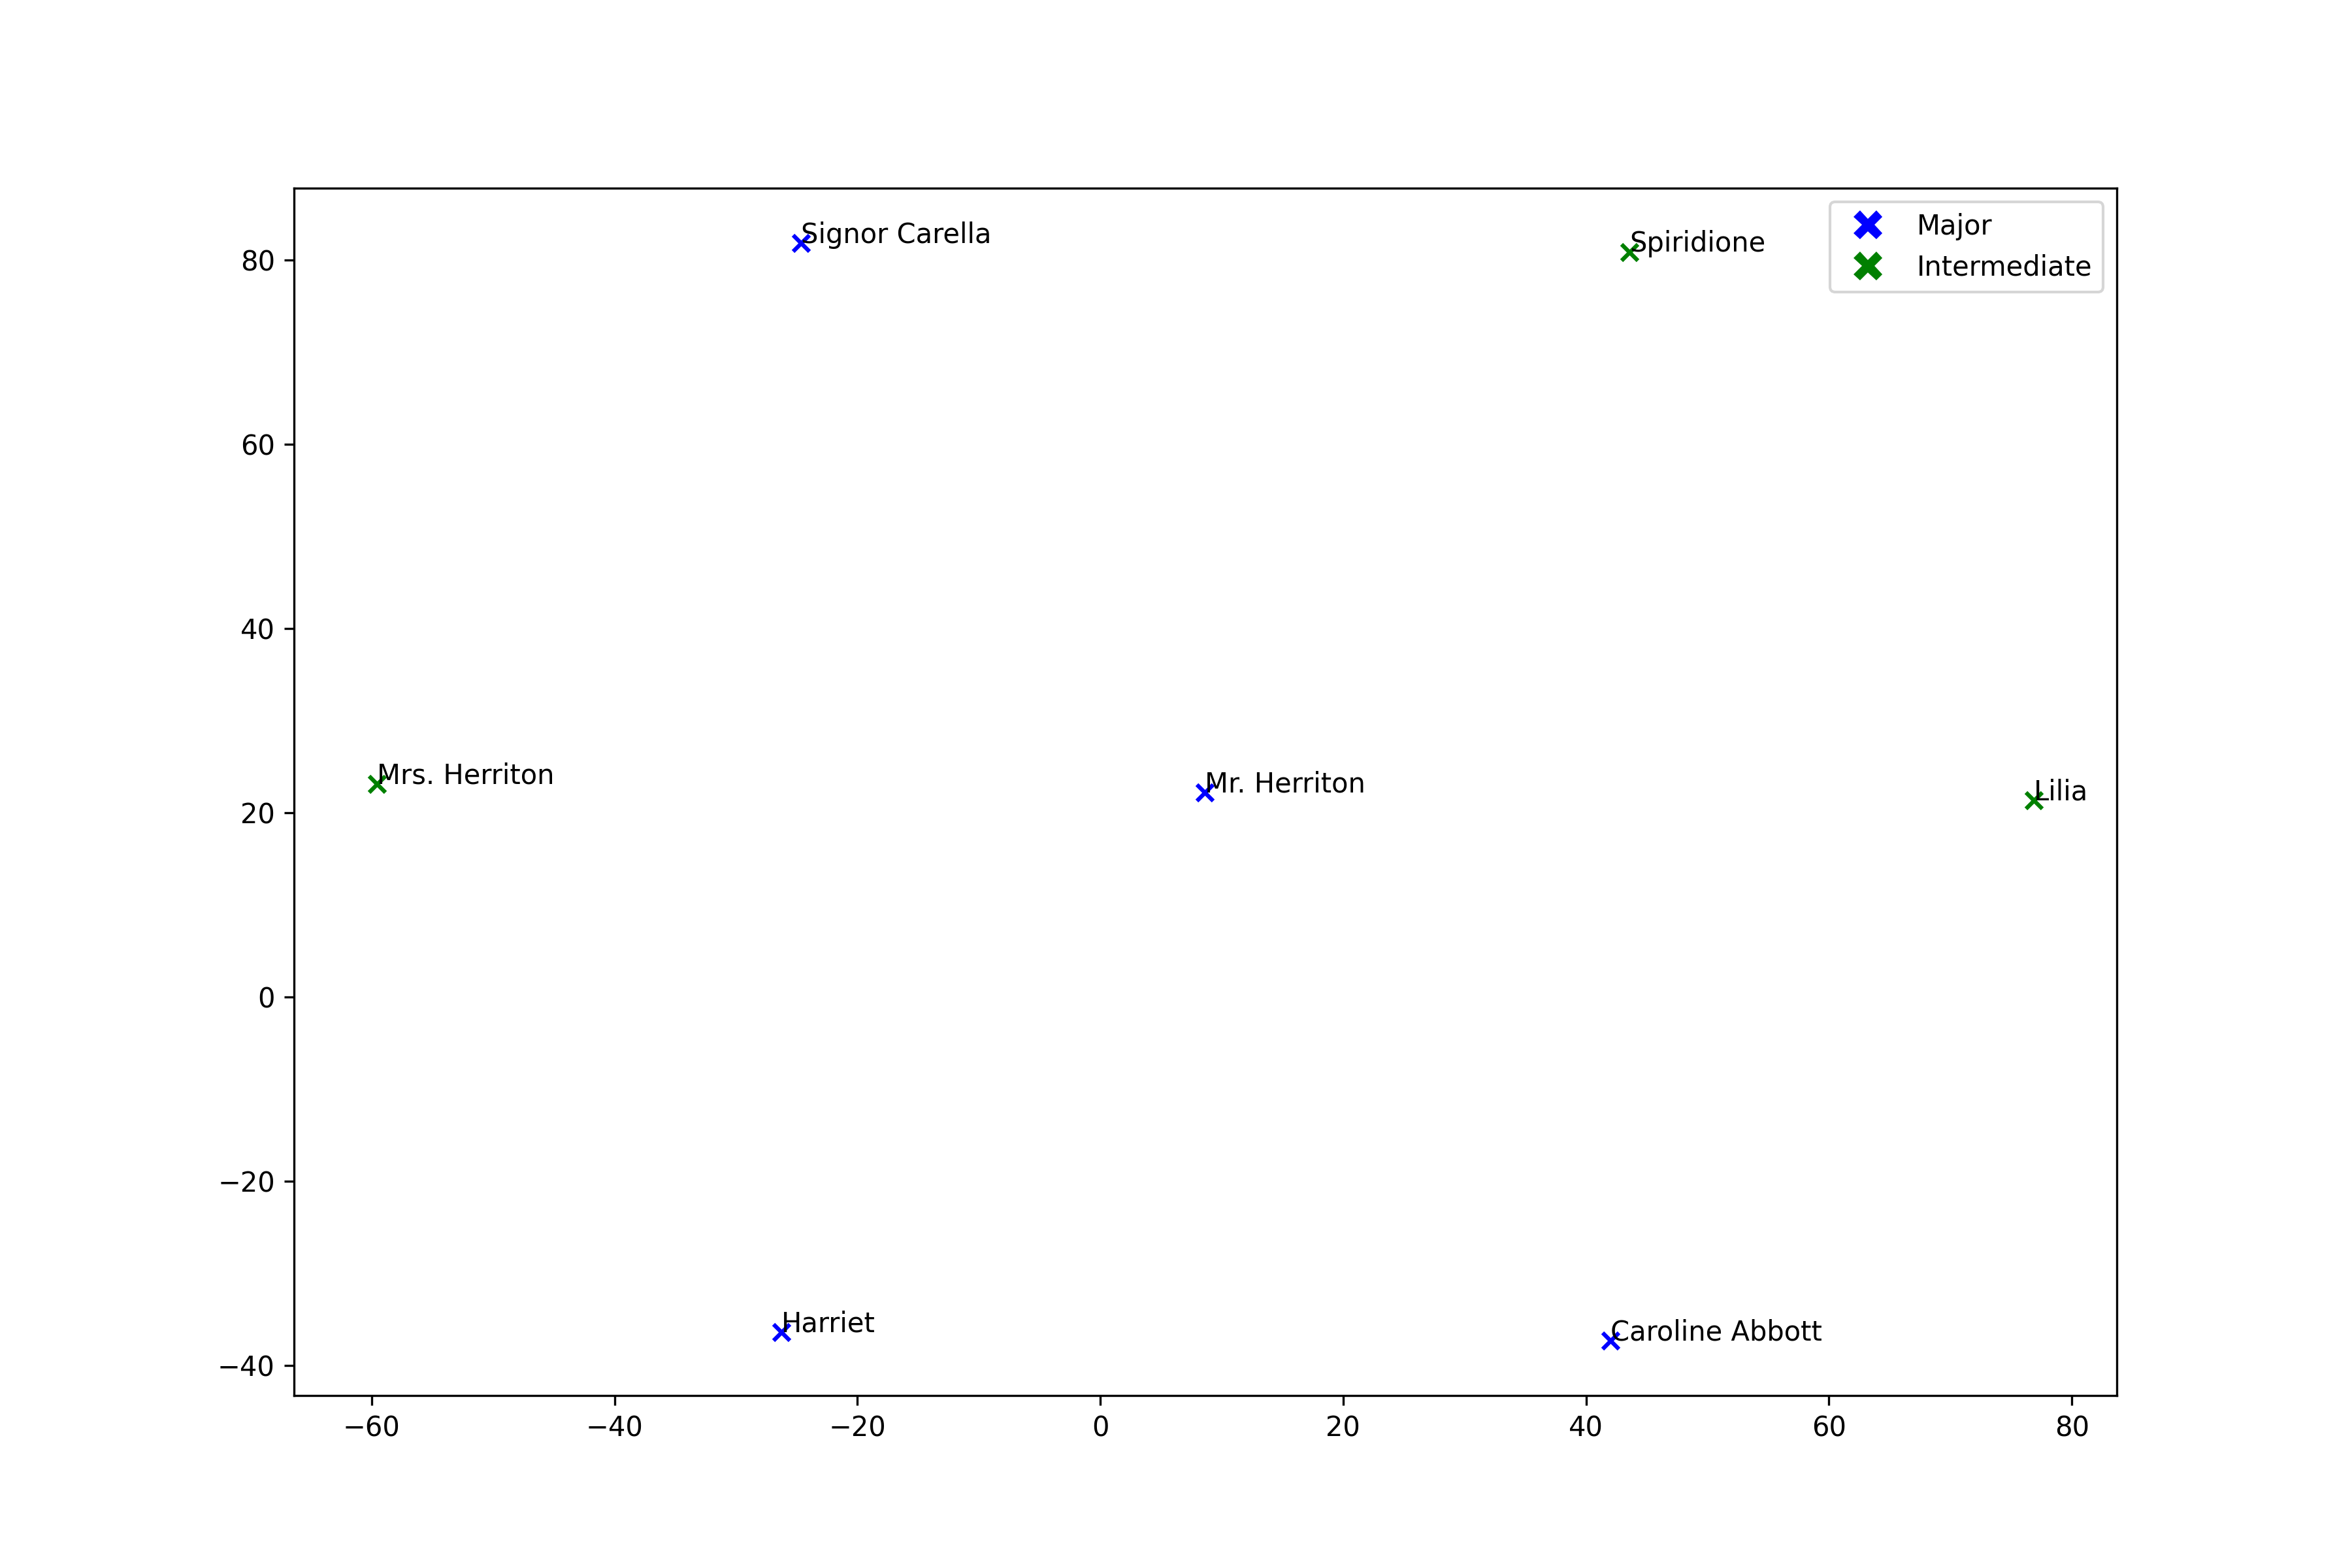 Signor Carella
Spiridione
Major
Intermediate
80
60
40
Mrs. Herriton
Mr. Herriton
Lilia
20
0
−20
Harriet
Caroline Abbott
−40
−60 −40 −20 0 20 40 60 80